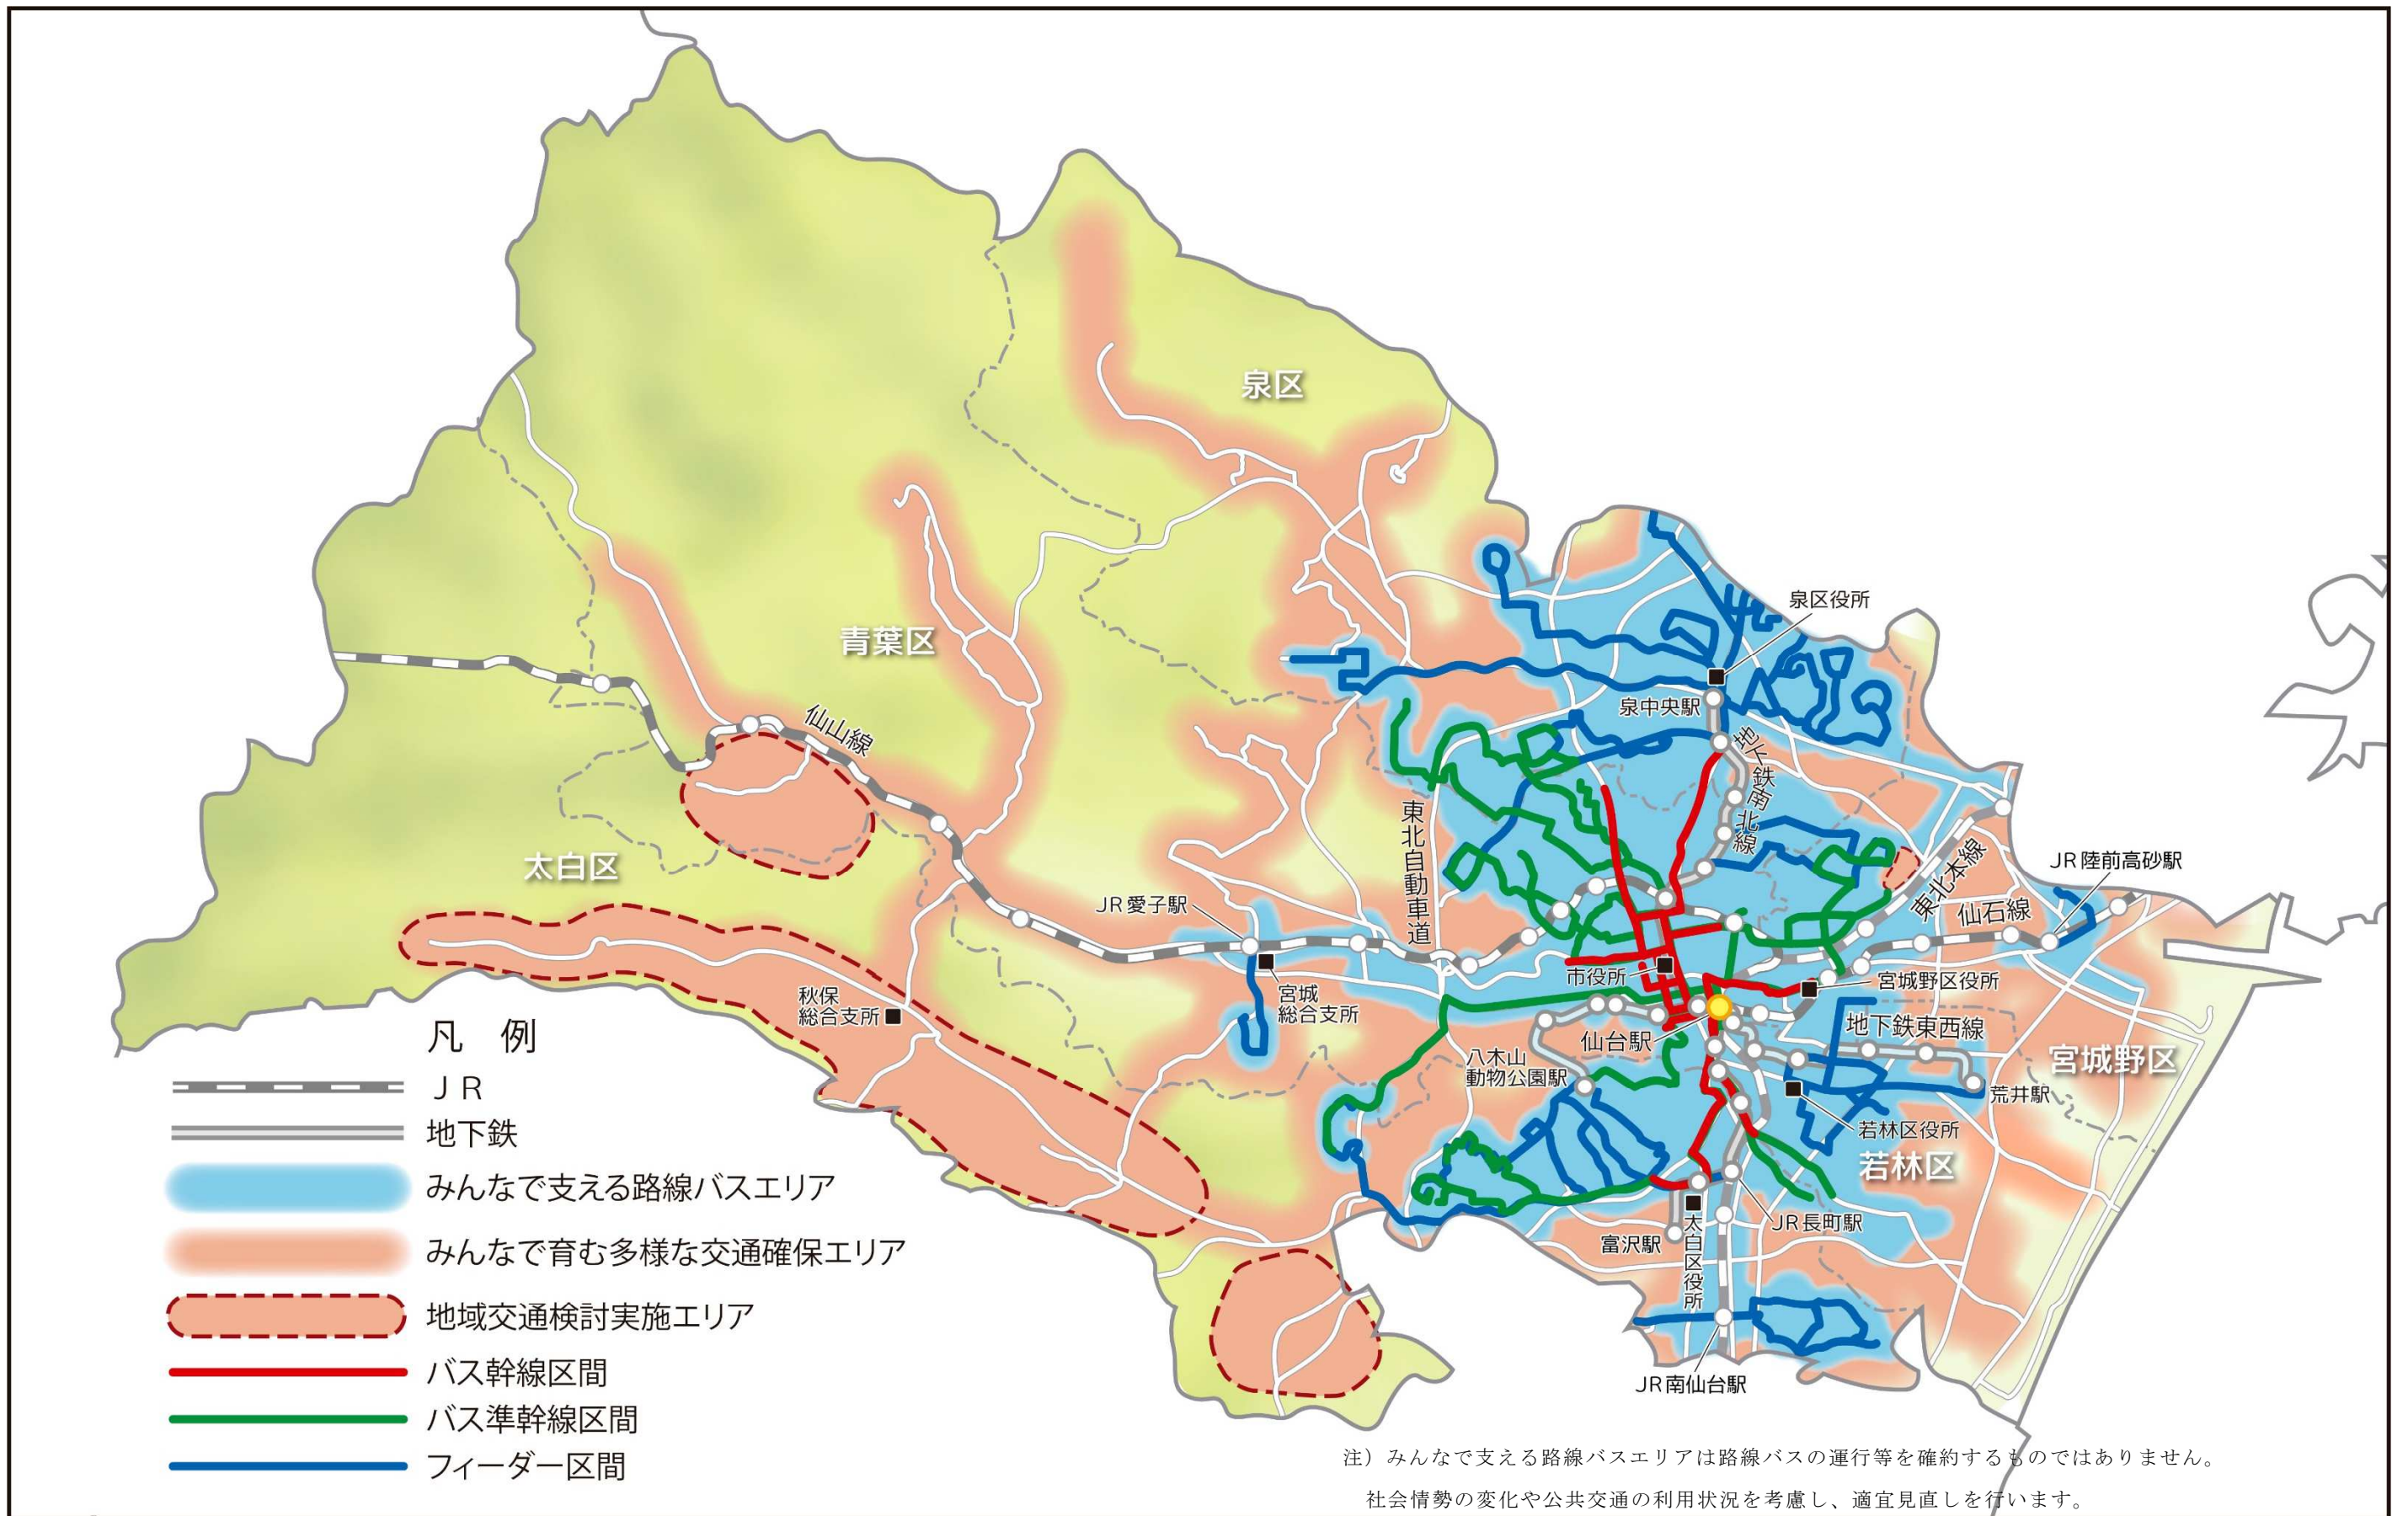 泉区
泉区役所
青葉区
泉中央駅
仙山線
地下鉄南北線
東北自動車道
太白区
JR愛子駅
東北本線
JR陸前高砂駅
仙石線
市役所
宮城野区役所
秋保
総合支所
宮城
総合支所
仙台駅
地下鉄東西線
八木山
動物公園駅
宮城野区
荒井駅
若林区役所
若林区
JR長町駅
富沢駅
太白区役所
JR南仙台駅
凡 例
JR
地下鉄
みんなで支える路線バスエリア
みんなで育む多様な交通確保エリア
地域交通検討実施エリア
バス幹線区間
バス準幹線区間
フィーダー区間
注）みんなで支える路線バスエリアは路線バスの運行等を確約するものではありません。
社会情勢の変化や公共交通の利用状況を考慮し、適宜見直しを行います。